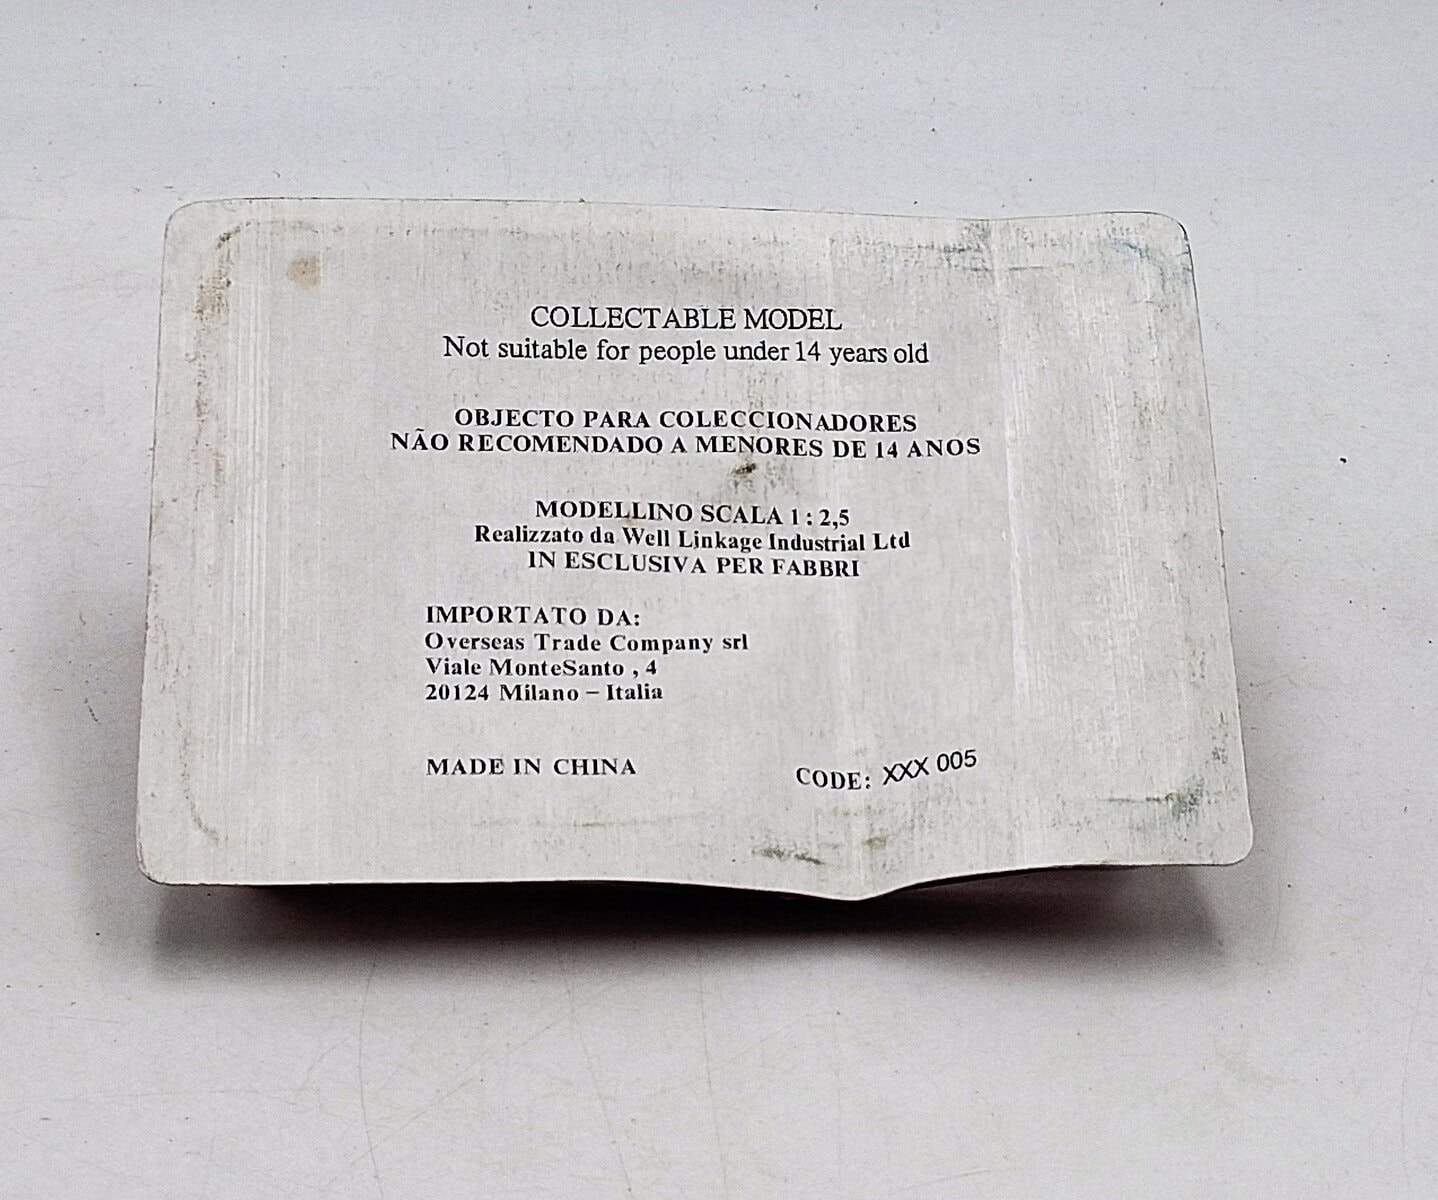 COLLECTABLE MODEL
Not suitable for people under 14 years old
OBJECTO PARA COLECCIONADORES
NÃO RECOMENDADO A MENORES DE 14 ANOS
MODELLINO SCALA 1 : 2,5
Realizzato da Well Linkage Industrial Ltd
IN ESCLUSIVA PER FABBRI
IMPORTATO DA:
Overseas Trade Company srl
Viale MonteSanto , 4
20124 Milano – Italia
MADE IN CHINA
CODE: XXX 005